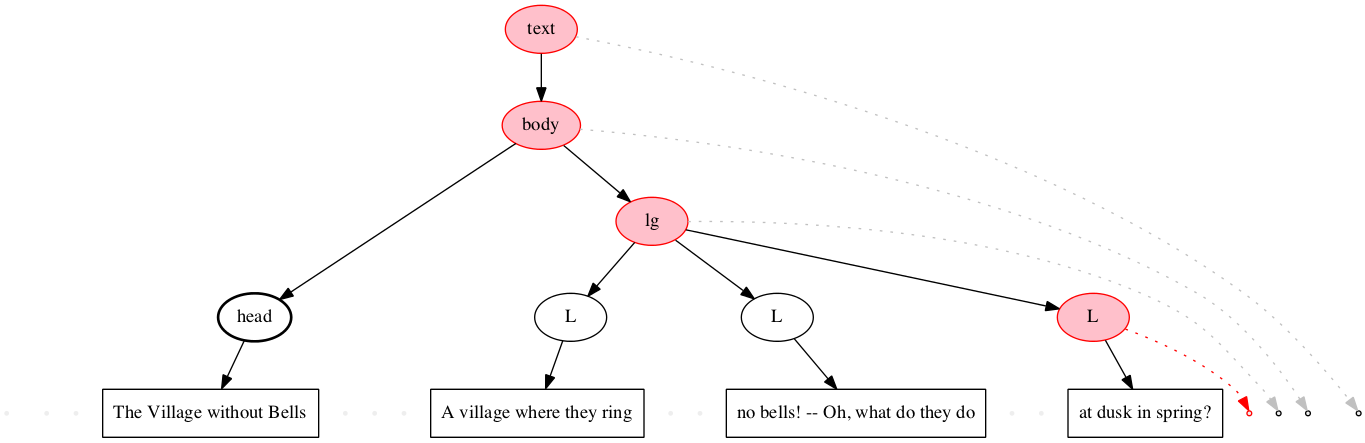 text
body
lg
head
L
L
L
The Village without Bells
A village where they ring
no bells! -- Oh, what do they do
at dusk in spring?